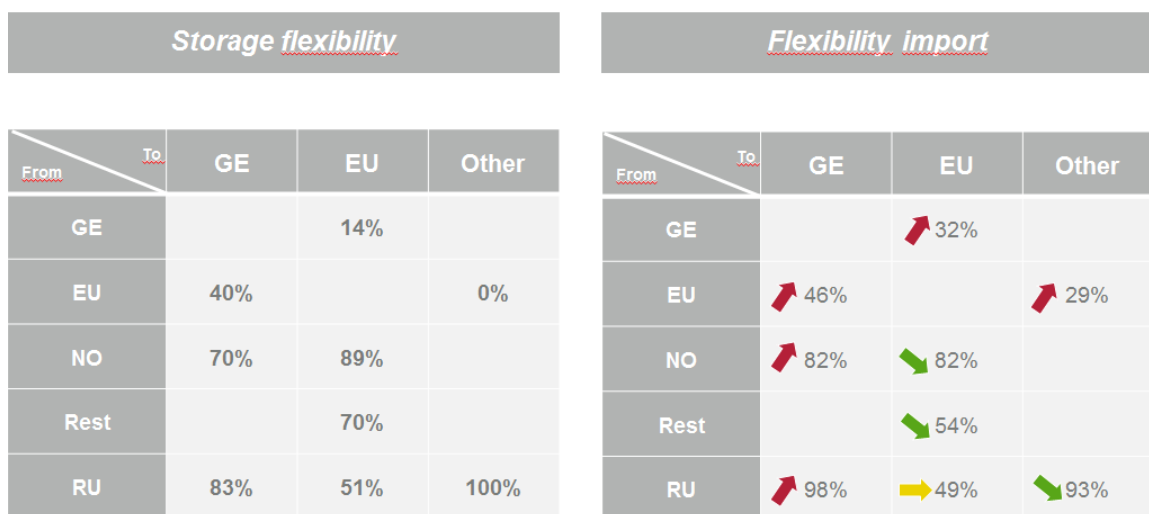 Storage flexibility
Flexibility import
To
From
GE EU Other
GE 14%
EU 40% 0%
NO 70% 89%
Rest 70%
RU 83% 51% 100%
To
From
GE EU Other
GE 32%
EU 46% 29%
NO 82% 82%
Rest 54%
RU 98% 49% 93%